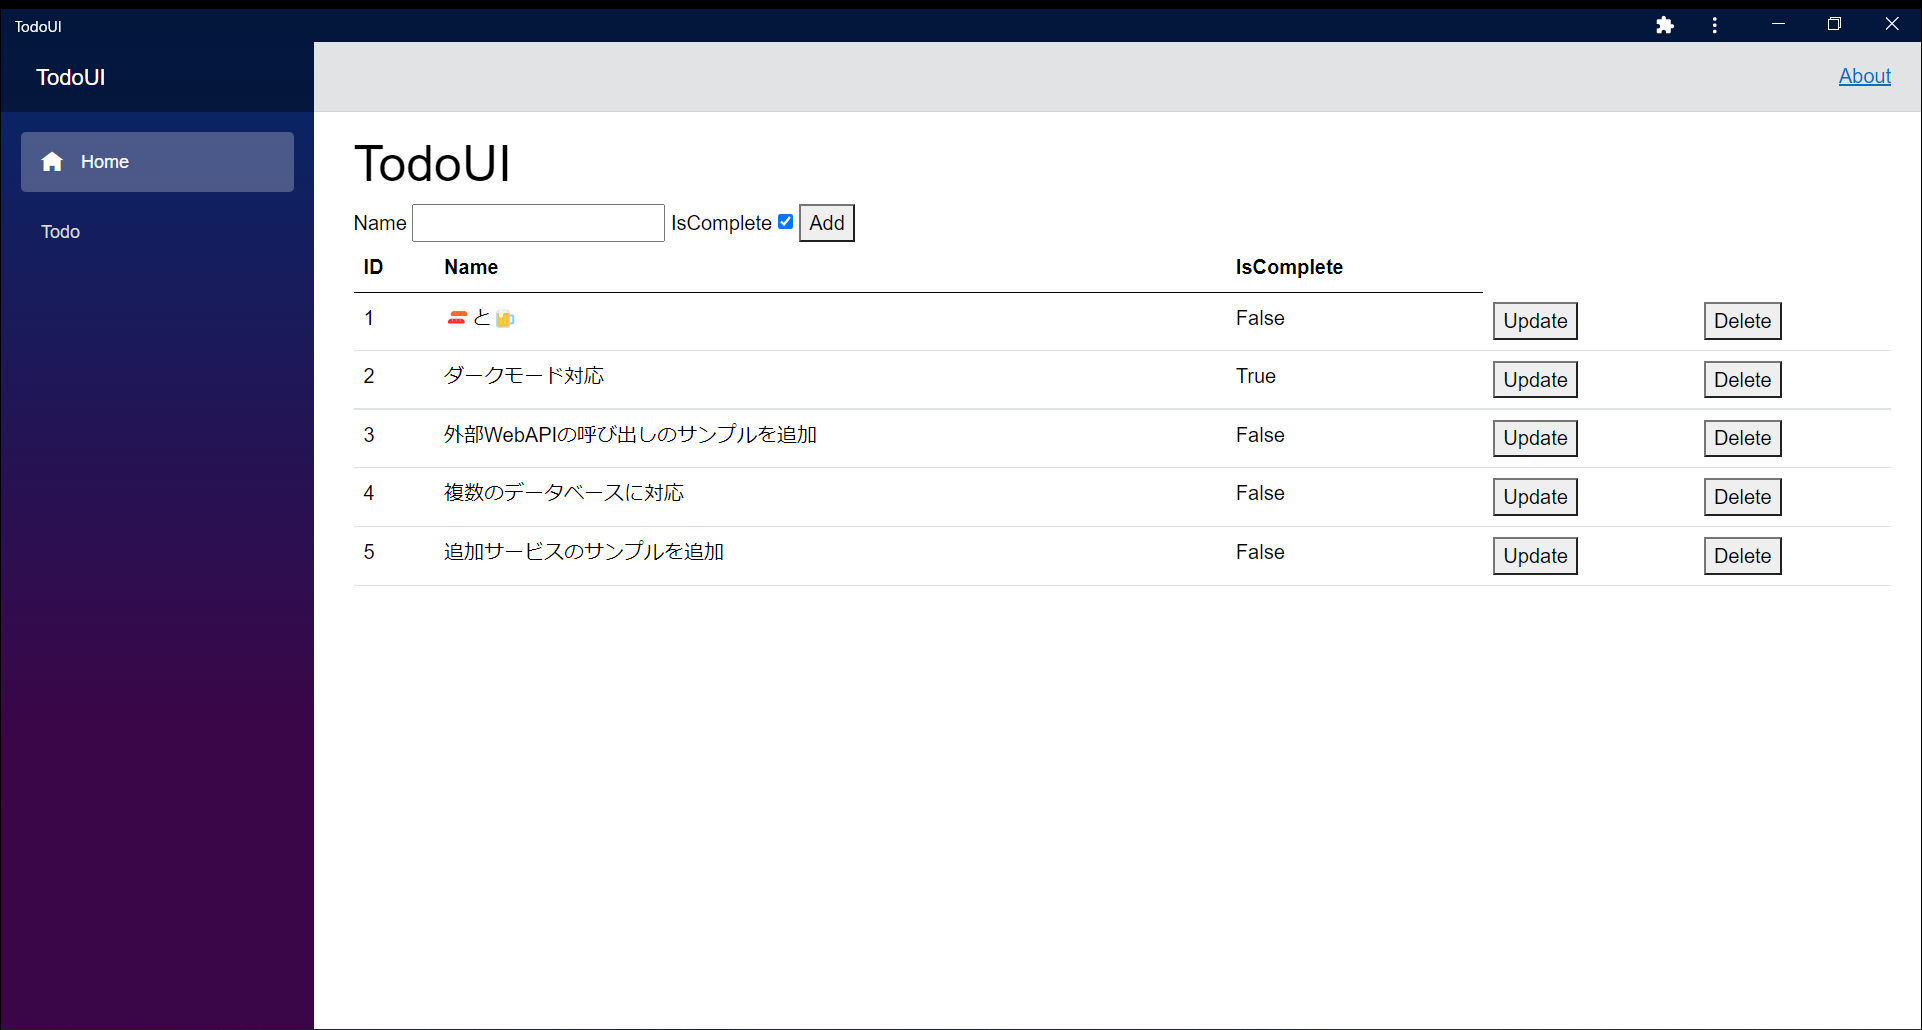 TodoUI
TodoUI
About
Home
Todo
TodoUI
Name IsComplete Add
ID Name IsComplete
1 🍣と🍺 False Update Delete
2 ダークモード対応 True Update Delete
3 外部WebAPIの呼び出しのサンプルを追加 False Update Delete
4 複数のデータベースに対応 False Update Delete
5 追加サービスのサンプルを追加 False Update Delete